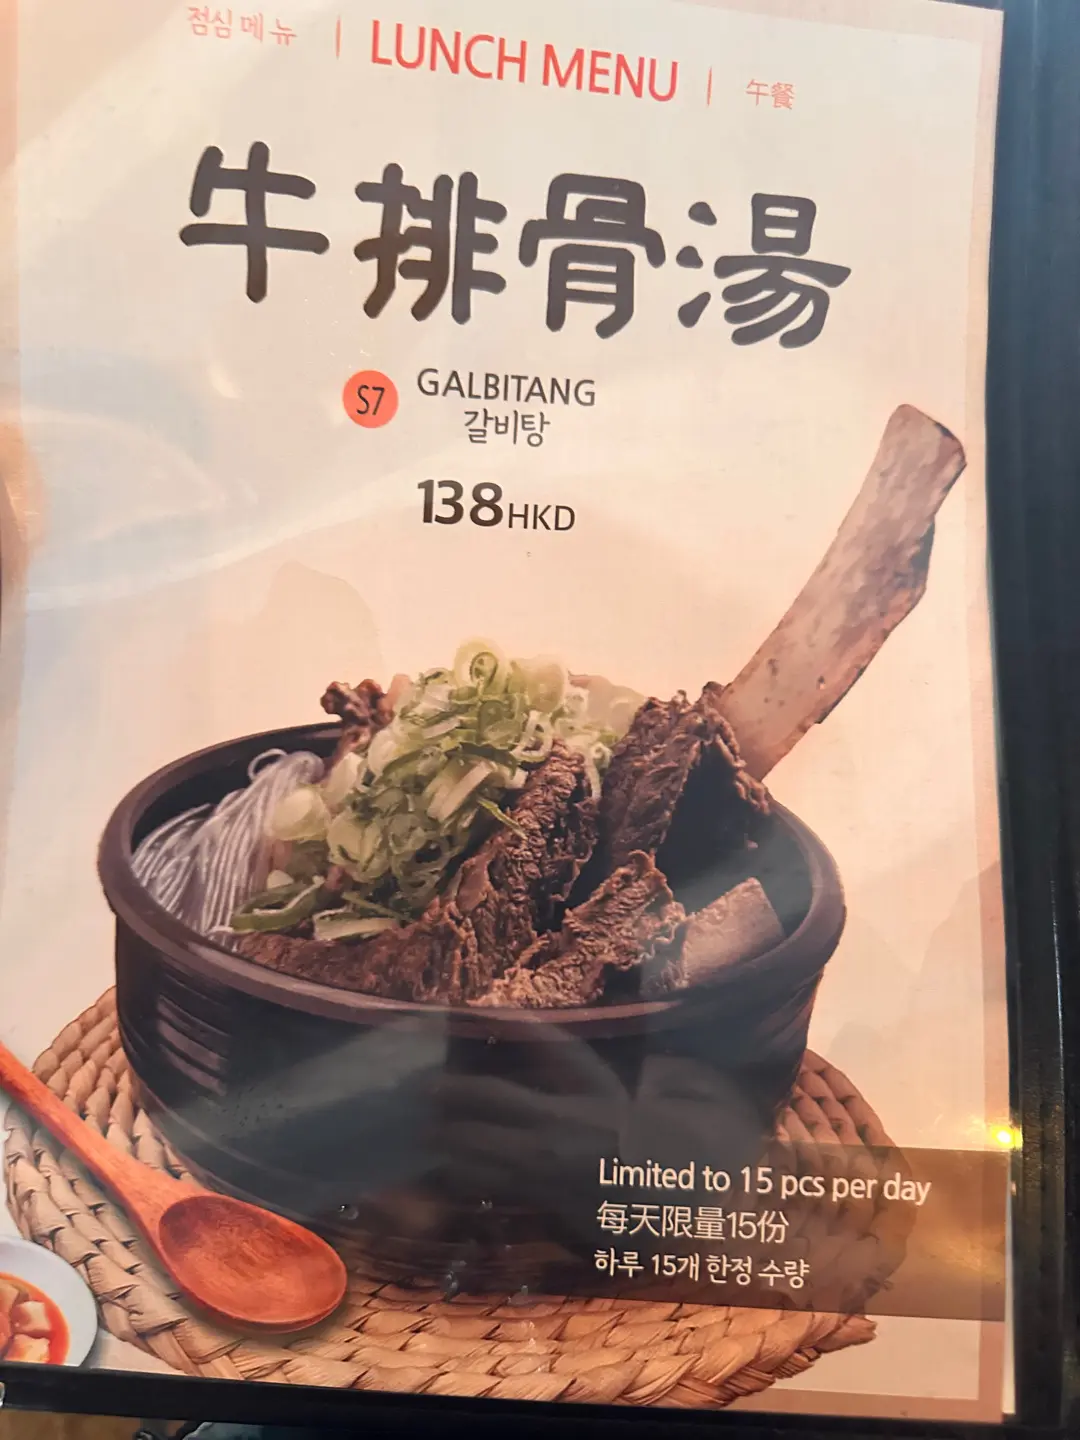 점심 메뉴 | LUNCH MENU | 午餐
牛排骨湯
S7
GALBITANG
갈비탕
138HKD
Limited to 15 pcs per day
每天限量15份
하루 15개 한정 수량